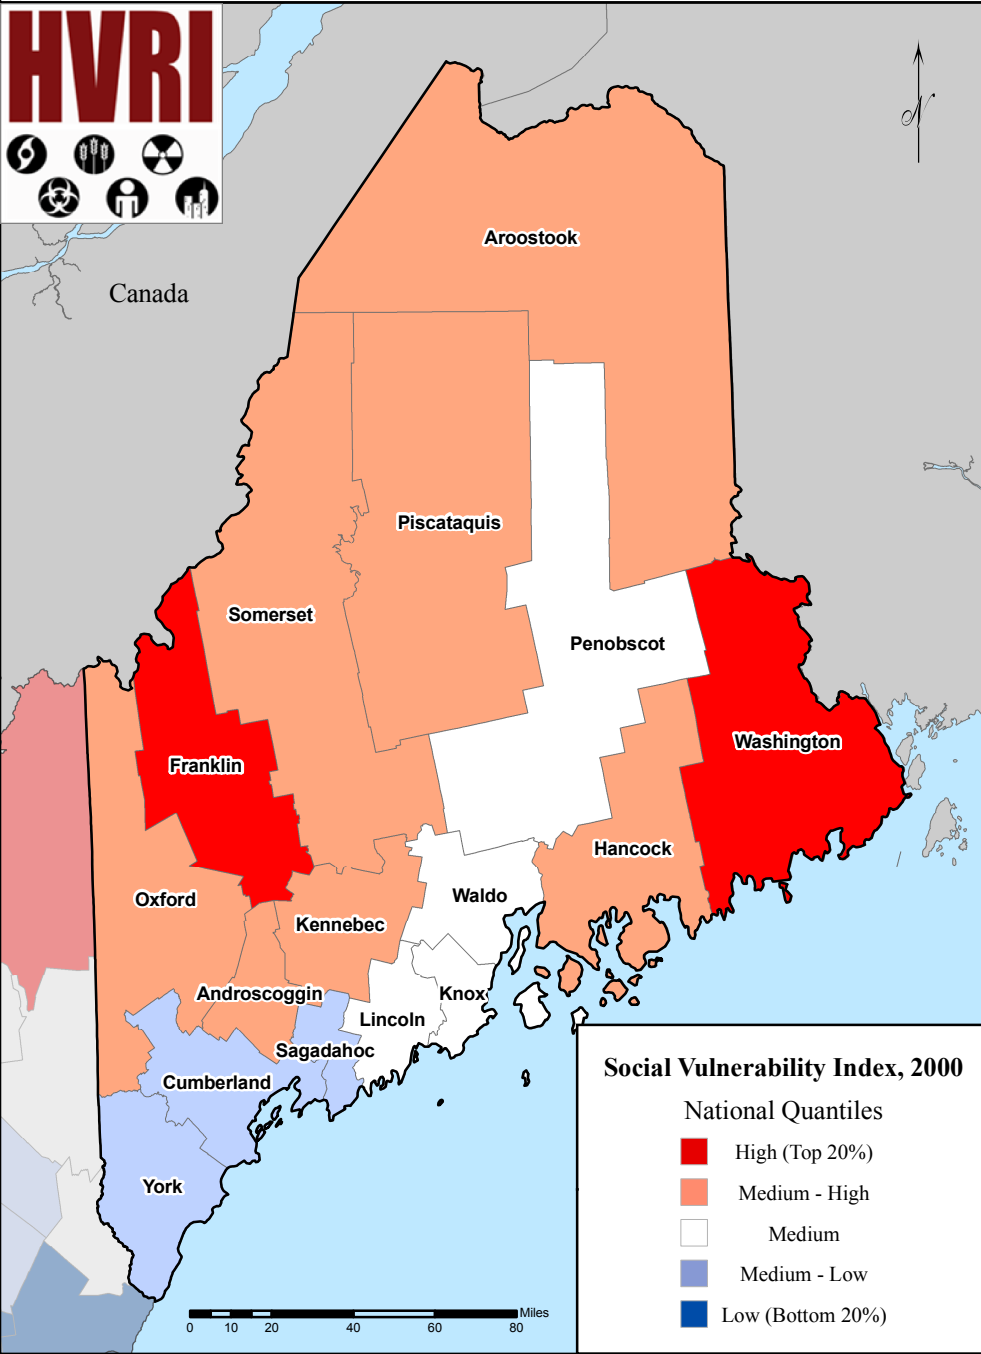 HVRI
N
Aroostook
Canada
Piscataquis
Somerset
Penobscot
Washington
Franklin
Hancock
Waldo
Oxford
Kennebec
Androscoggin
Knox
Lincoln
Sagadahoc
Cumberland
York
Social Vulnerability Index, 2000
National Quantiles
High (Top 20%)
Medium - High
Medium
Medium - Low
Low (Bottom 20%)
Miles
0 10 20 40 60 80